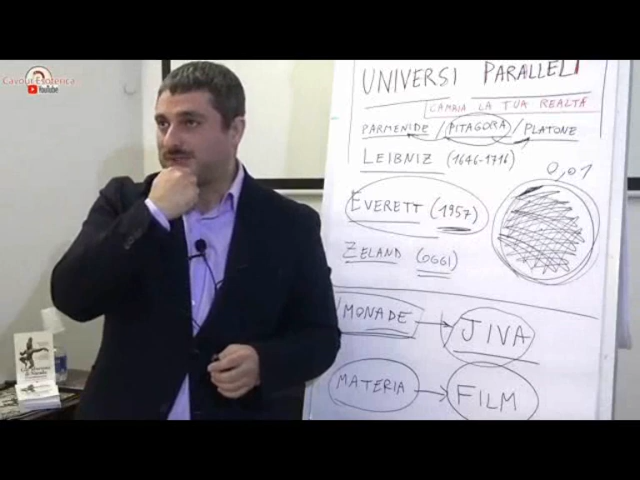 Cavour Esoterica
YouTube
UNIVERSI PARALLELI
CAMBIA LA TUA REALTÀ
PARMENIDE / PITAGORA / PLATONE
LEIBNIZ (1646-1716)
0,01
EVERETT (1957)
ZELAND (OGGI)
MONADE → JIVA
MATERIA → FILM